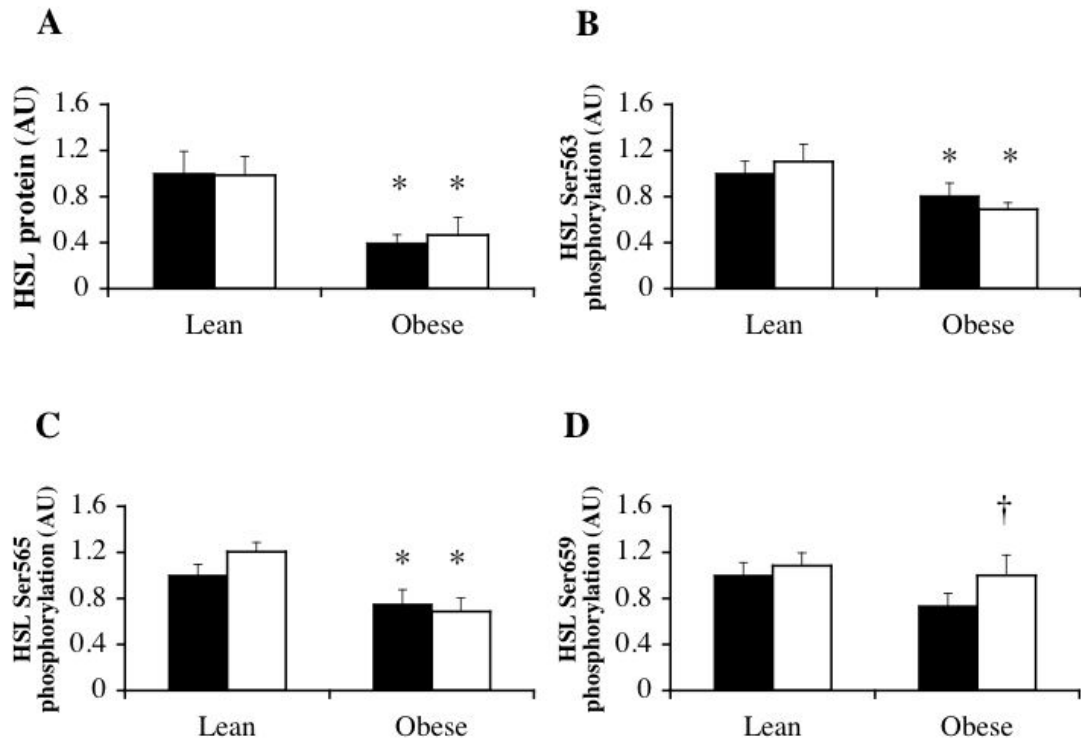 A
HSL protein (AU)
1.6
1.2
0.8
0.4
0
*
*
Lean
Obese
B
HSL Ser563
phosphorylation (AU)
1.6
1.2
0.8
0.4
0
*
*
Lean
Obese
C
HSL Ser565
phosphorylation (AU)
1.6
1.2
0.8
0.4
0
*
*
Lean
Obese
D
HSL Ser659
phosphorylation (AU)
1.6
1.2
0.8
0.4
0
†
Lean
Obese